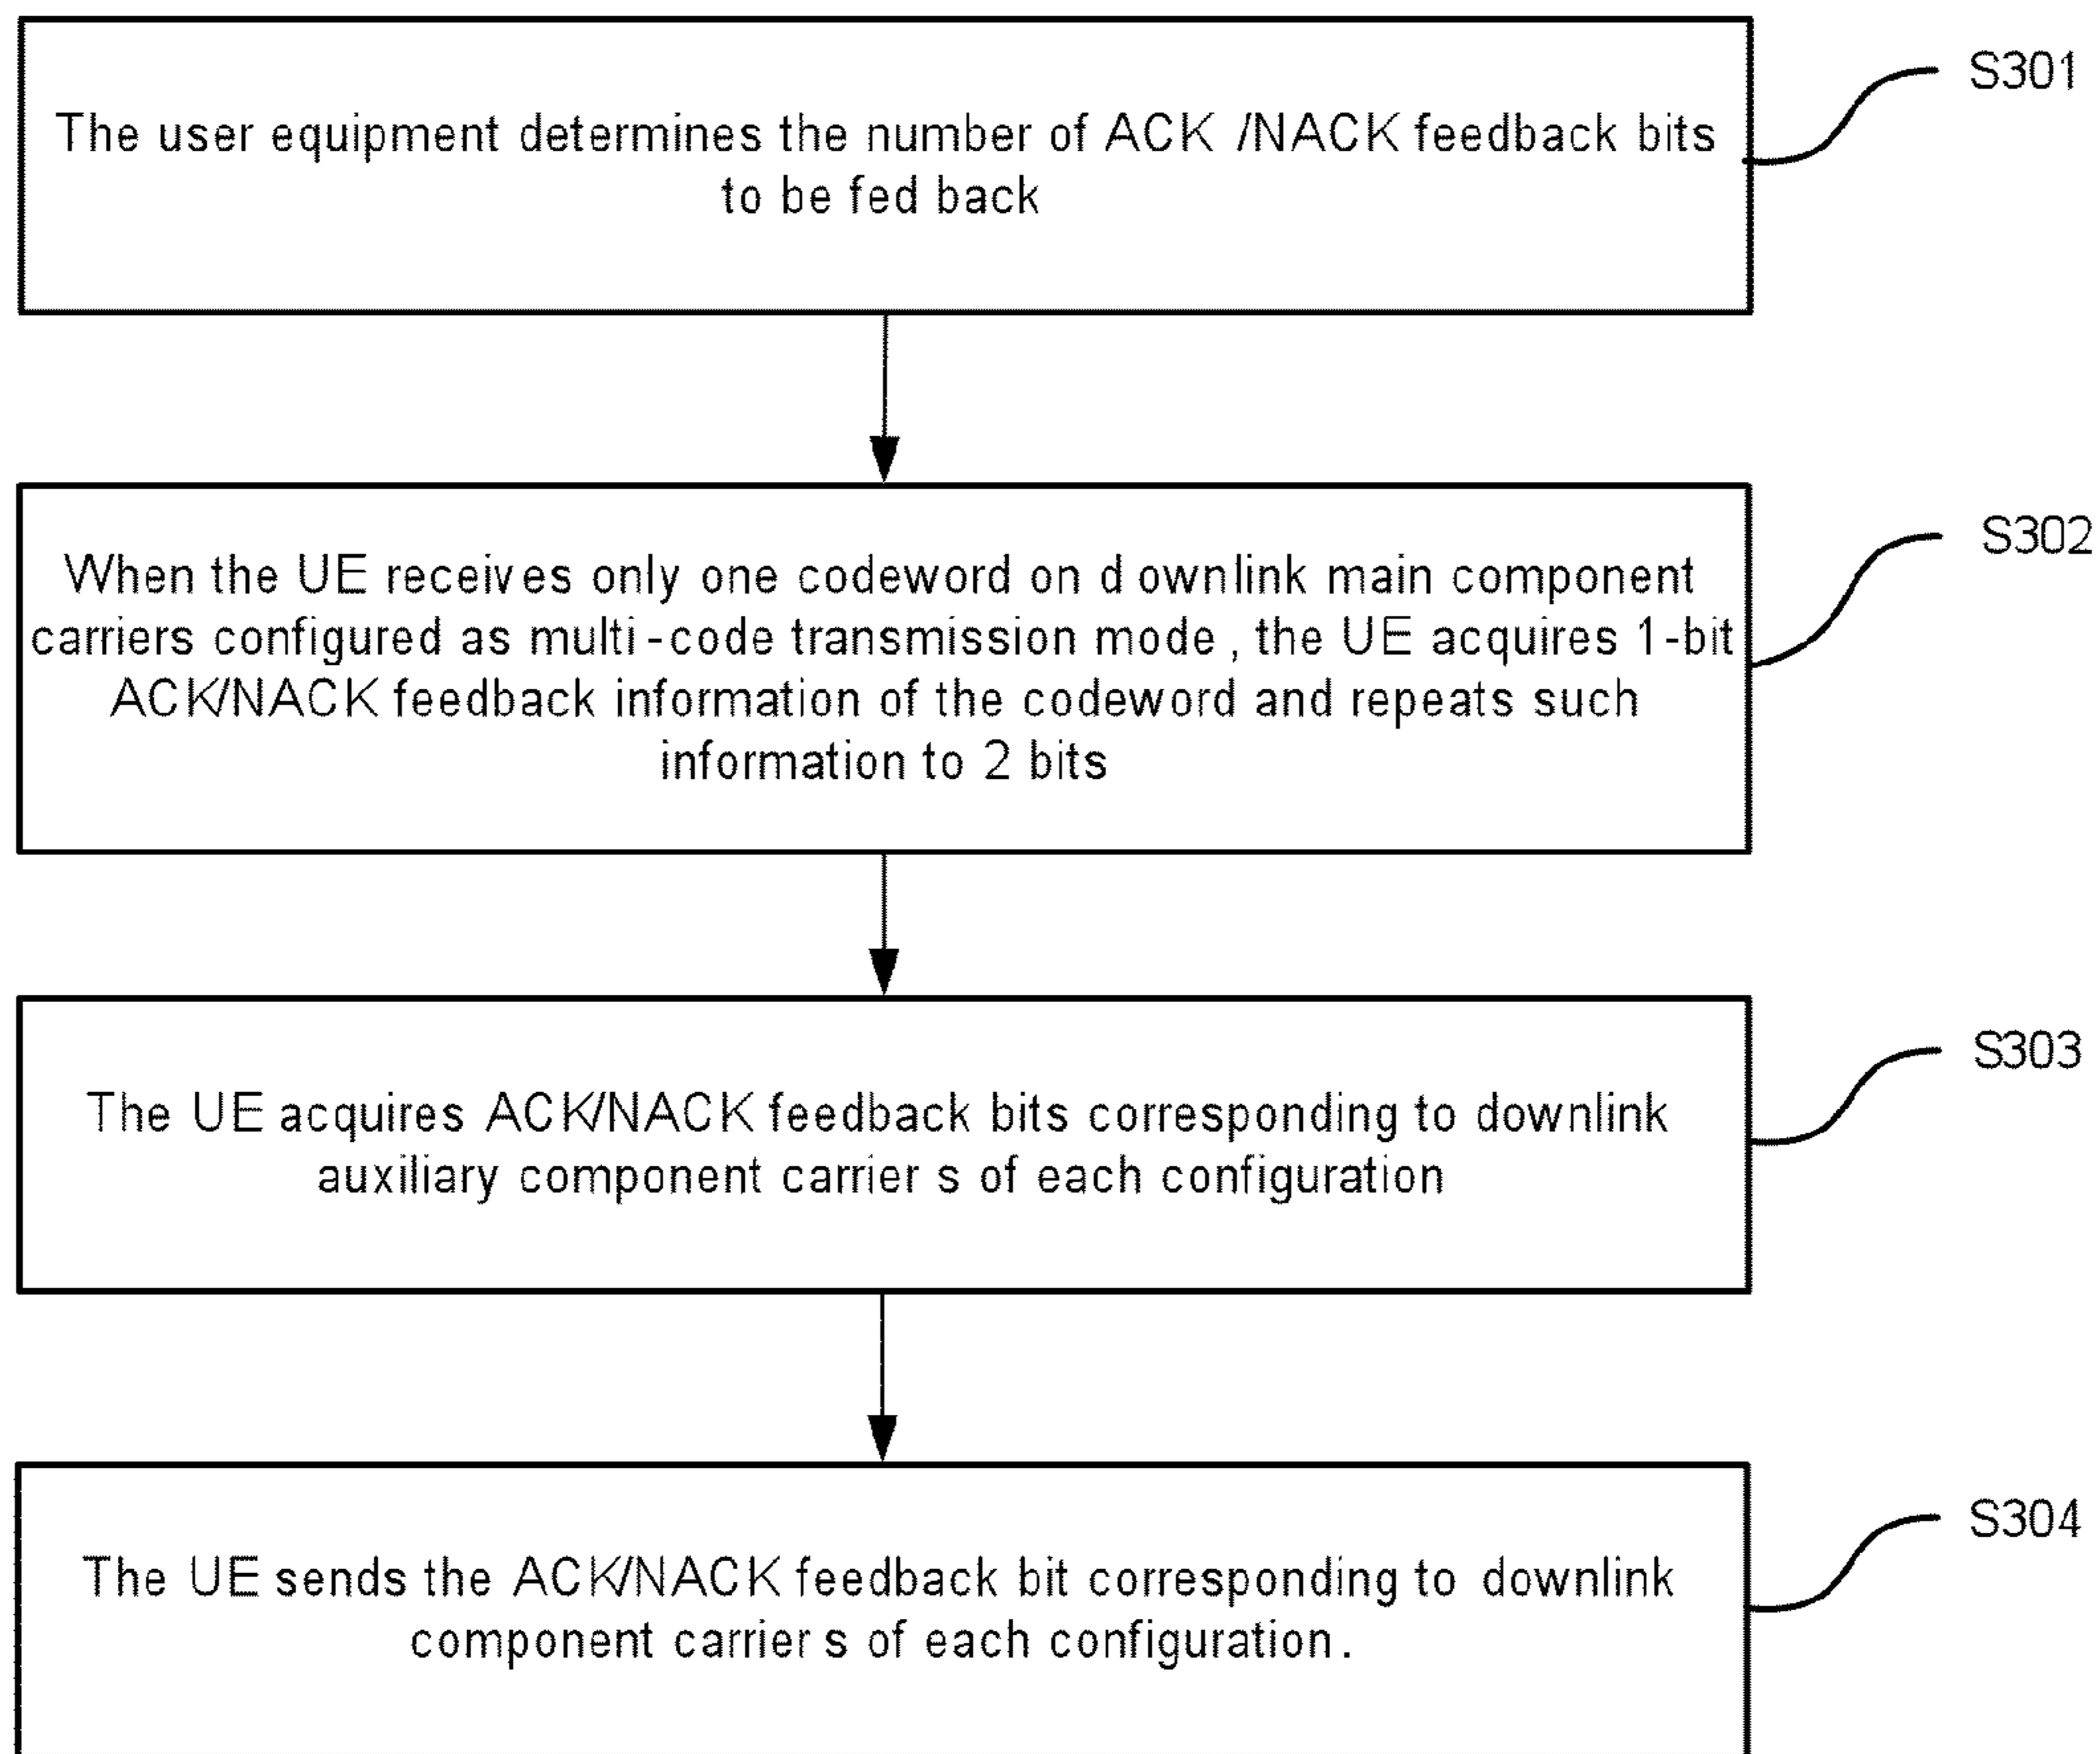 The user equipment determines the number of ACK /NACK feedback bits
to be fed back
S301
When the UE receives only one codeword on downlink main component
carriers configured as multi-code transmission mode, the UE acquires 1-bit
ACK/NACK feedback information of the codeword and repeats such
information to 2 bits
S302
The UE acquires ACK/NACK feedback bits corresponding to downlink
auxiliary component carrier s of each configuration
S303
The UE sends the ACK/NACK feedback bit corresponding to downlink
component carrier s of each configuration.
S304